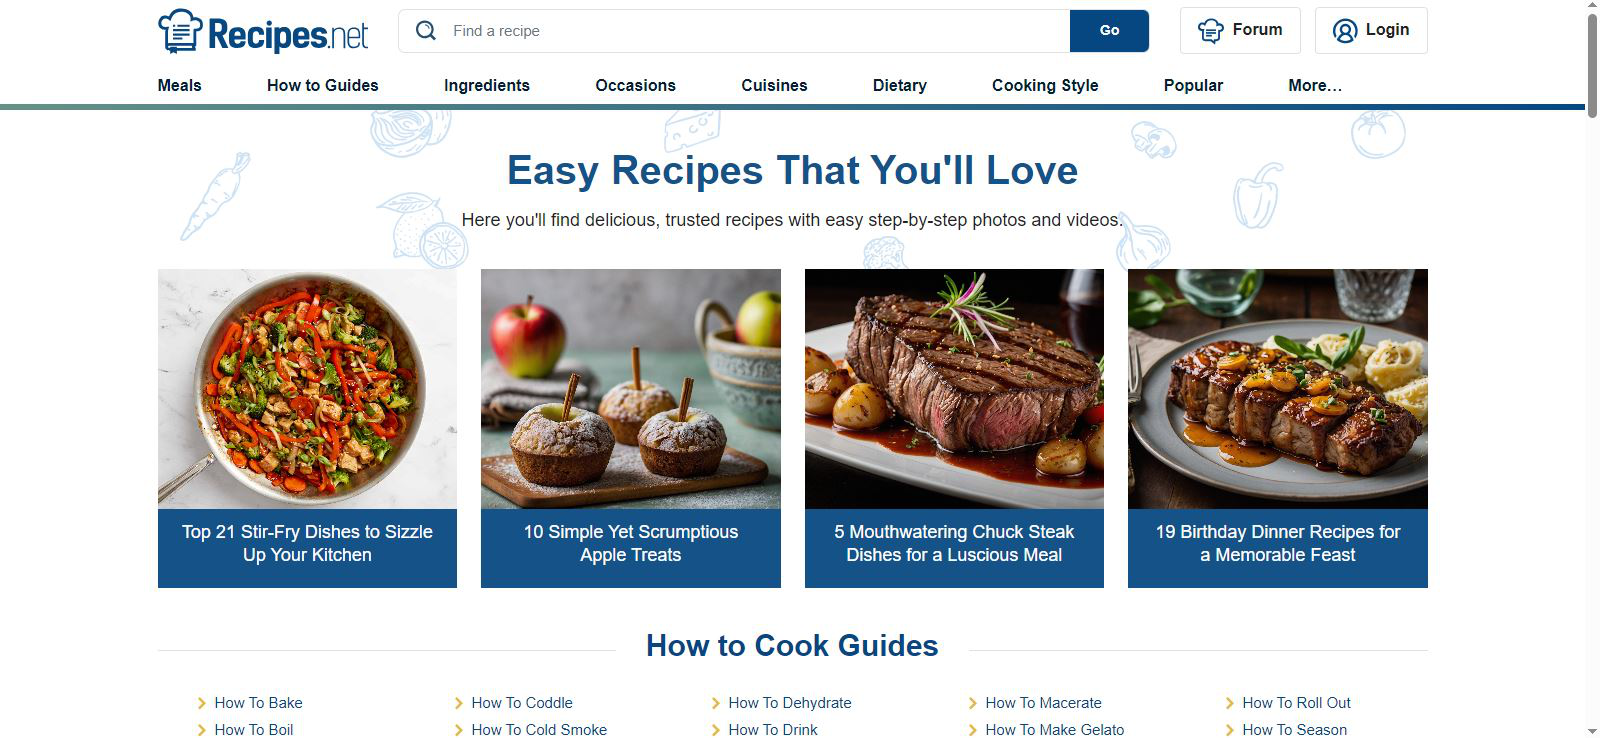 Recipes.net
Find a recipe
Go
Forum
Login
Meals
How to Guides
Ingredients
Occasions
Cuisines
Dietary
Cooking Style
Popular
More...
Easy Recipes That You'll Love
Here you'll find delicious, trusted recipes with easy step-by-step photos and videos.
Top 21 Stir-Fry Dishes to Sizzle
Up Your Kitchen
10 Simple Yet Scrumptious
Apple Treats
5 Mouthwatering Chuck Steak
Dishes for a Luscious Meal
19 Birthday Dinner Recipes for
a Memorable Feast
How to Cook Guides
How To Bake
How To Coddle
How To Dehydrate
How To Macerate
How To Roll Out
How To Boil
How To Cold Smoke
How To Drink
How To Make Gelato
How To Season